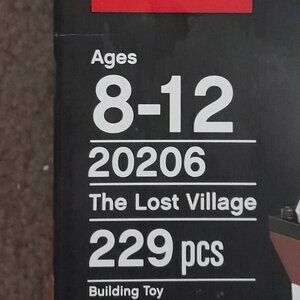 Ages
8-12
20206
The Lost Village
229 pcs
Building Toy